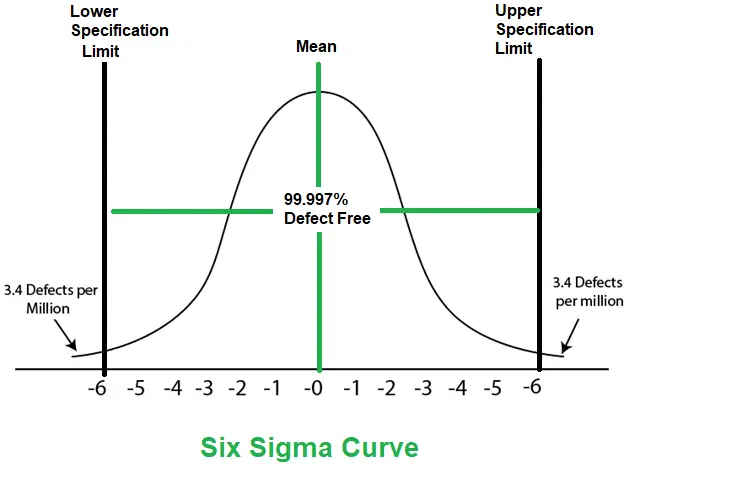 Lower
Specification
Limit
Mean
Upper
Specification
Limit
99.997%
Defect Free
3.4 Defects per
Million
3.4 Defects
per million
-6 -5 -4 -3 -2 -1 -0 -1 -2 -3 -4 -5 -6
Six Sigma Curve